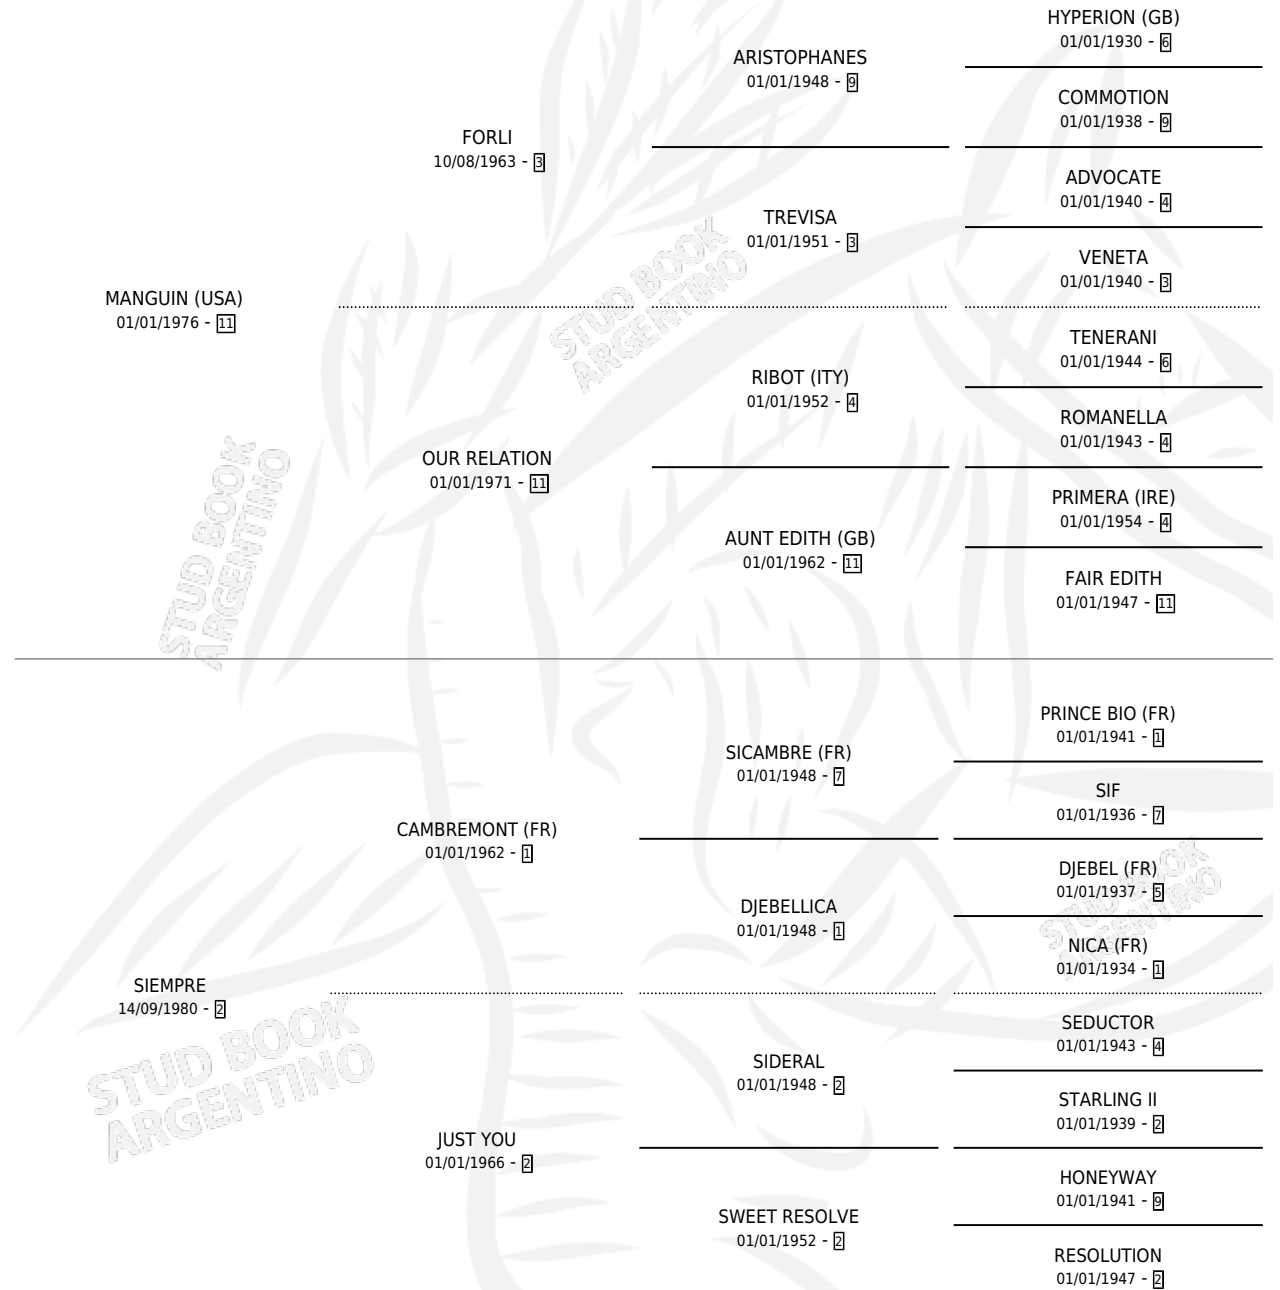 HYPERION (GB)
01/01/1930 - 6
ARISTOPHANES
01/01/1948 - 9
COMMOTION
01/01/1938 - 9
FORLI
10/08/1963 - 3
ADVOCATE
01/01/1940 - 4
TREVISA
01/01/1951 - 3
VENETA
01/01/1940 - 3
MANGUIN (USA)
01/01/1976 - 11
TENERANI
01/01/1944 - 6
RIBOT (ITY)
01/01/1952 - 4
ROMANELLA
01/01/1943 - 4
OUR RELATION
01/01/1971 - 11
PRIMERA (IRE)
01/01/1954 - 4
AUNT EDITH (GB)
01/01/1962 - 11
FAIR EDITH
01/01/1947 - 11
PRINCE BIO (FR)
01/01/1941 - 1
SICAMBRE (FR)
01/01/1948 - 7
SIF
01/01/1936 - 7
CAMBREMONT (FR)
01/01/1962 - 1
DJEBEL (FR)
01/01/1937 - 5
DJEBELLICA
01/01/1948 - 1
NICA (FR)
01/01/1934 - 1
SIEMPRE
14/09/1980 - 2
SEDUCTOR
01/01/1943 - 4
SIDERAL
01/01/1948 - 2
STARLING II
01/01/1939 - 2
JUST YOU
01/01/1966 - 2
HONEYWAY
01/01/1941 - 9
SWEET RESOLVE
01/01/1952 - 2
RESOLUTION
01/01/1947 - 2
STUD BOOK
ARGENTINO
STUD BOOK
ARGENTINO
STUD BOOK
ARGENTINO
STUD BOOK
ARGENTINO